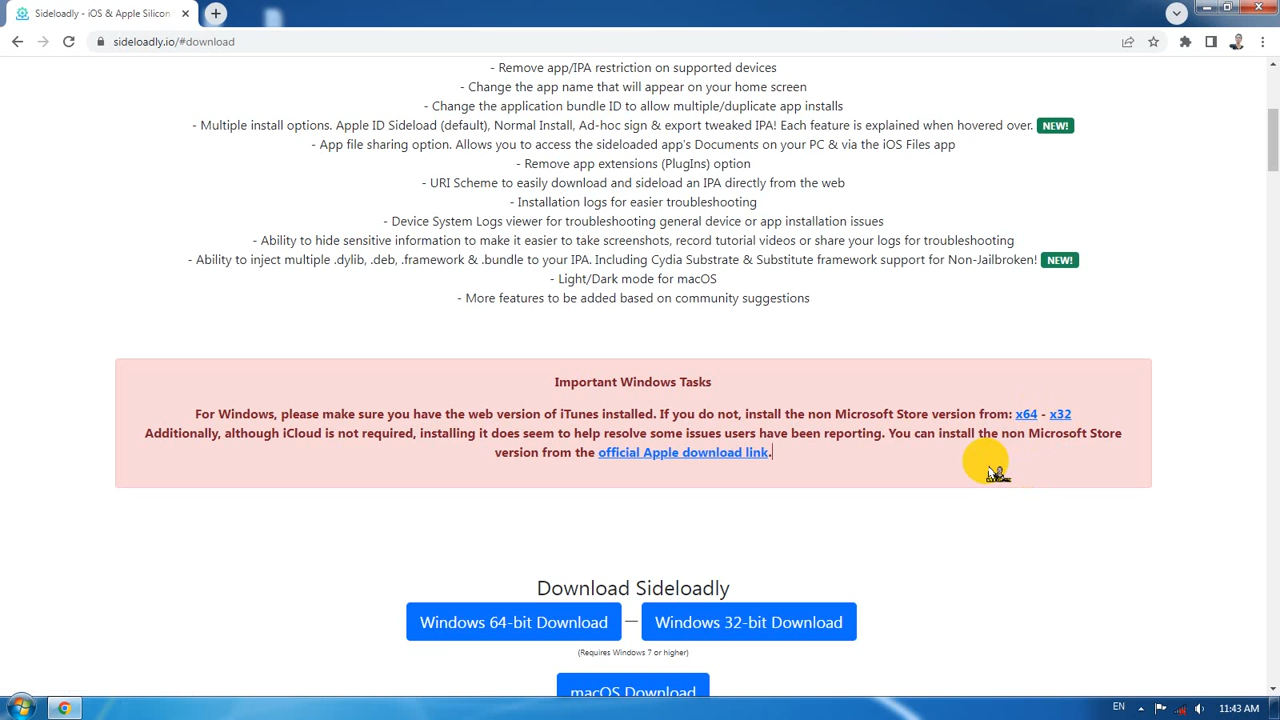 Sideloadly - iOS & Apple Silicon
sideloadly.io/#download
- Remove app/IPA restriction on supported devices
- Change the app name that will appear on your home screen
- Change the application bundle ID to allow multiple/duplicate app installs
- Multiple install options. Apple ID Sideload (default), Normal Install, Ad-hoc sign & export tweaked IPA! Each feature is explained when hovered over. NEW!
- App file sharing option. Allows you to access the sideloaded app's Documents on your PC & via the iOS Files app
- Remove app extensions (PlugIns) option
- URI Scheme to easily download and sideload an IPA directly from the web
- Installation logs for easier troubleshooting
- Device System Logs viewer for troubleshooting general device or app installation issues
- Ability to hide sensitive information to make it easier to take screenshots, record tutorial videos or share your logs for troubleshooting
- Ability to inject multiple .dylib, .deb, .framework & .bundle to your IPA. Including Cydia Substrate & Substitute framework support for Non-Jailbroken! NEW!
- Light/Dark mode for macOS
- More features to be added based on community suggestions
Important Windows Tasks
For Windows, please make sure you have the web version of iTunes installed. If you do not, install the non Microsoft Store version from: x64 - x32
Additionally, although iCloud is not required, installing it does seem to help resolve some issues users have been reporting. You can install the non Microsoft Store
version from the official Apple download link.
Download Sideloadly
Windows 64-bit Download — Windows 32-bit Download
(Requires Windows 7 or higher)
macOS Download
EN 11:43 AM